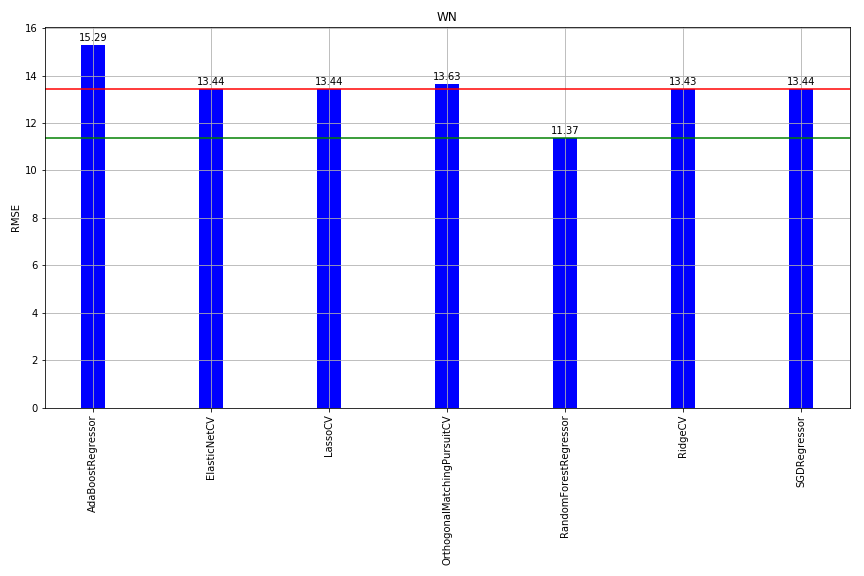 WN
RMSE
16
14
12
10
8
6
4
2
0
15.29
13.44
13.44
13.63
11.37
13.43
13.44
AdaBoostRegressor
ElasticNetCV
LassoCV
OrthogonalMatchingPursuitCV
RandomForestRegressor
RidgeCV
SGDRegressor